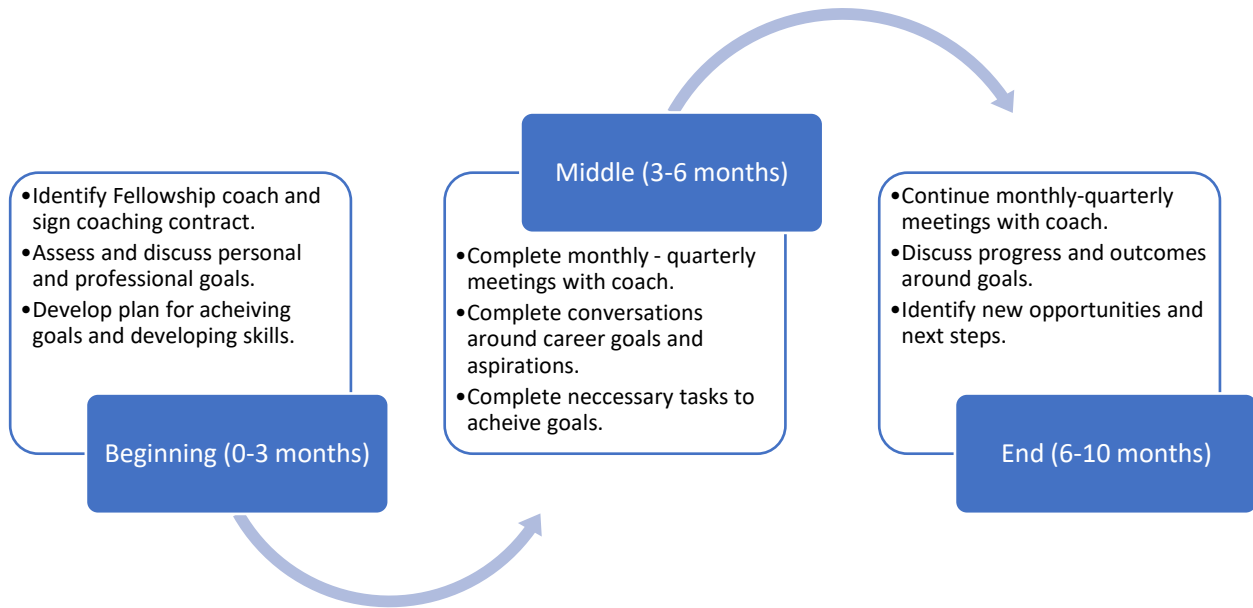 •Identify Fellowship coach and
sign coaching contract.
•Assess and discuss personal
and professional goals.
•Develop plan for acheiving
goals and developing skills.
Beginning (0-3 months)
Middle (3-6 months)
•Complete monthly - quarterly
meetings with coach.
•Complete conversations
around career goals and
aspirations.
•Complete neccessary tasks to
acheive goals.
•Continue monthly-quarterly
meetings with coach.
•Discuss progress and outcomes
around goals.
•Identify new opportunities and
next steps.
End (6-10 months)